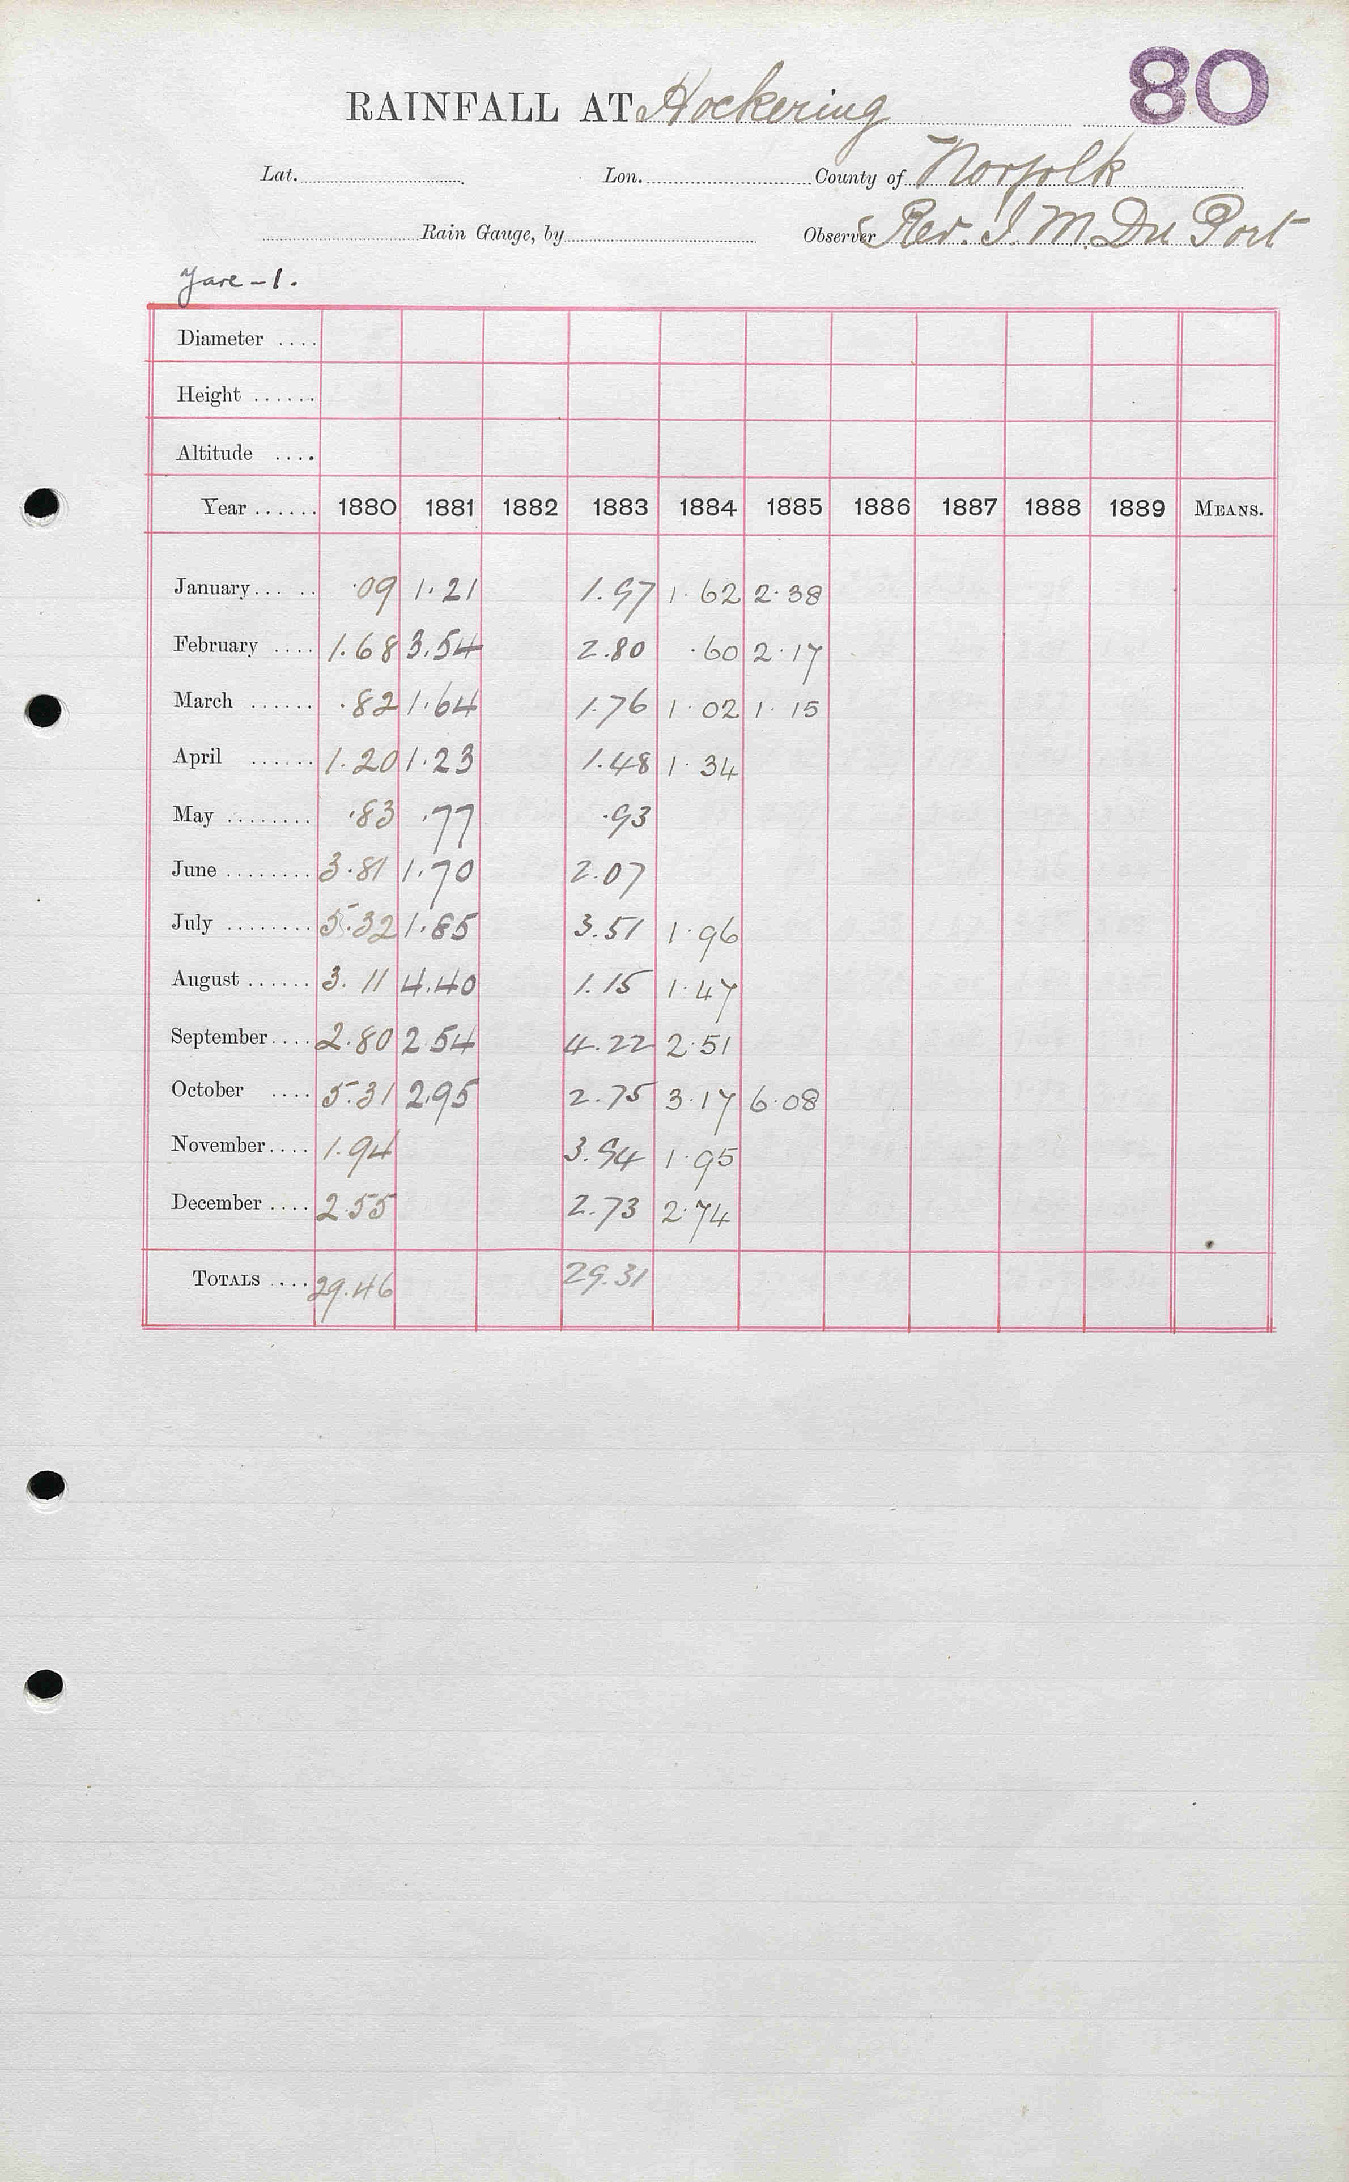 80
RAINFALL AT Hockering
Lat. Lon. County of Norfolk
Rain Gauge, by Observer Rev. J. M. Du Port
Yare - 1.
Diameter ....
Height ......
Altitude ....
Year ...... 1880 1881 1882 1883 1884 1885 1886 1887 1888 1889 MEANS.
January ... .. .09 1.21 1.97 1.62 2.38
February .... 1.68 3.54 2.80 .60 2.17
March ...... .82 1.64 1.76 1.02 1.15
April ...... 1.20 1.23 1.48 1.34
May ........ .83 .77 .93
June ........ 3.81 1.70 2.07
July ........ 5.32 1.85 3.51 1.96
August ...... 3.11 4.40 1.15 1.47
September .... 2.80 2 54 4.22 2.51
October .... 5.31 2.95 2.75 3.17 6.08
November .... 1.94 3.94 1.95
December .... 2.55 2.73 2.74
TOTALS .... 29.46 29.31